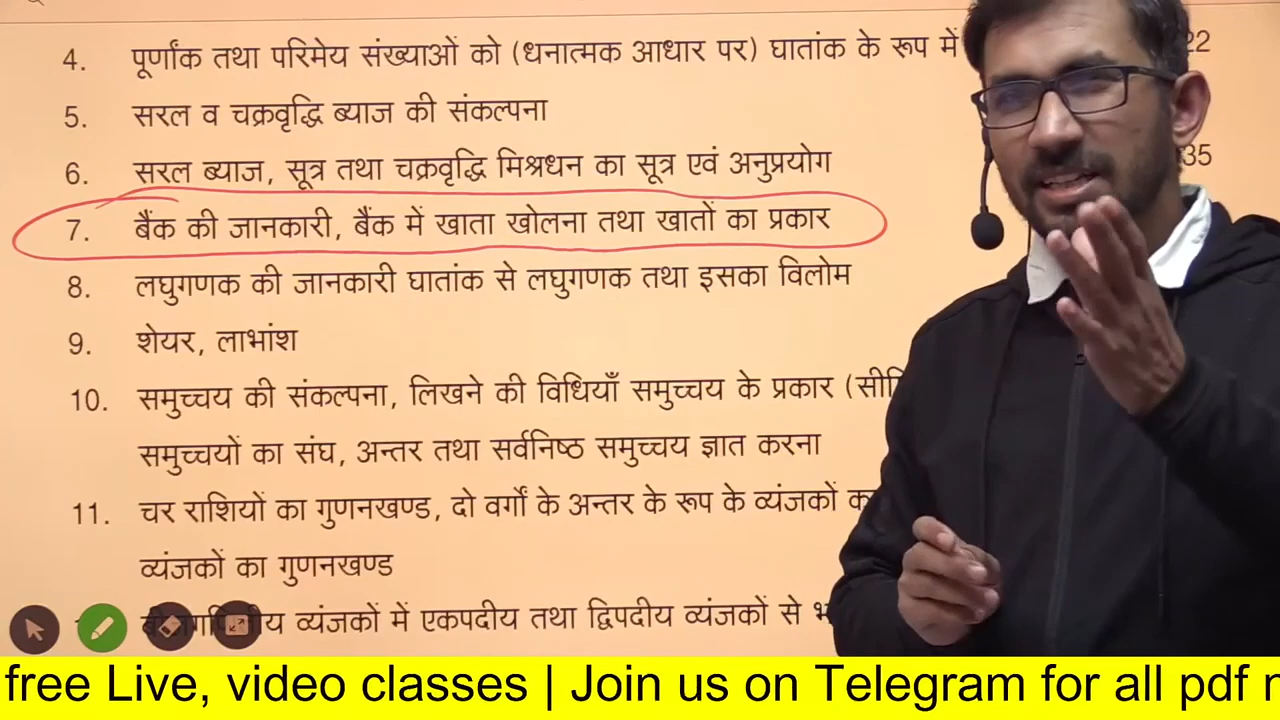 4. पूर्णांक तथा परिमेय संख्याओं को (धनात्मक आधार पर) घातांक के रूप में 22
5. सरल व चक्रवृद्धि ब्याज की संकल्पना
6. सरल ब्याज, सूत्र तथा चक्रवृद्धि मिश्रधन का सूत्र एवं अनुप्रयोग 35
7. बैंक की जानकारी, बैंक में खाता खोलना तथा खातों का प्रकार
8. लघुगणक की जानकारी घातांक से लघुगणक तथा इसका विलोम
9. शेयर, लाभांश
10. समुच्चय की संकल्पना, लिखने की विधियाँ समुच्चय के प्रकार
समुच्चयों का संघ, अन्तर तथा सर्वनिष्ठ समुच्चय ज्ञात करना
11. चर राशियों का गुणनखण्ड, दो वर्गों के अन्तर के रूप के व्यंजकों
व्यंजकों का गुणनखण्ड
व्यंजकों में एकपदीय तथा द्विपदीय व्यंजकों से
free Live, video classes | Join us on Telegram for all pdf